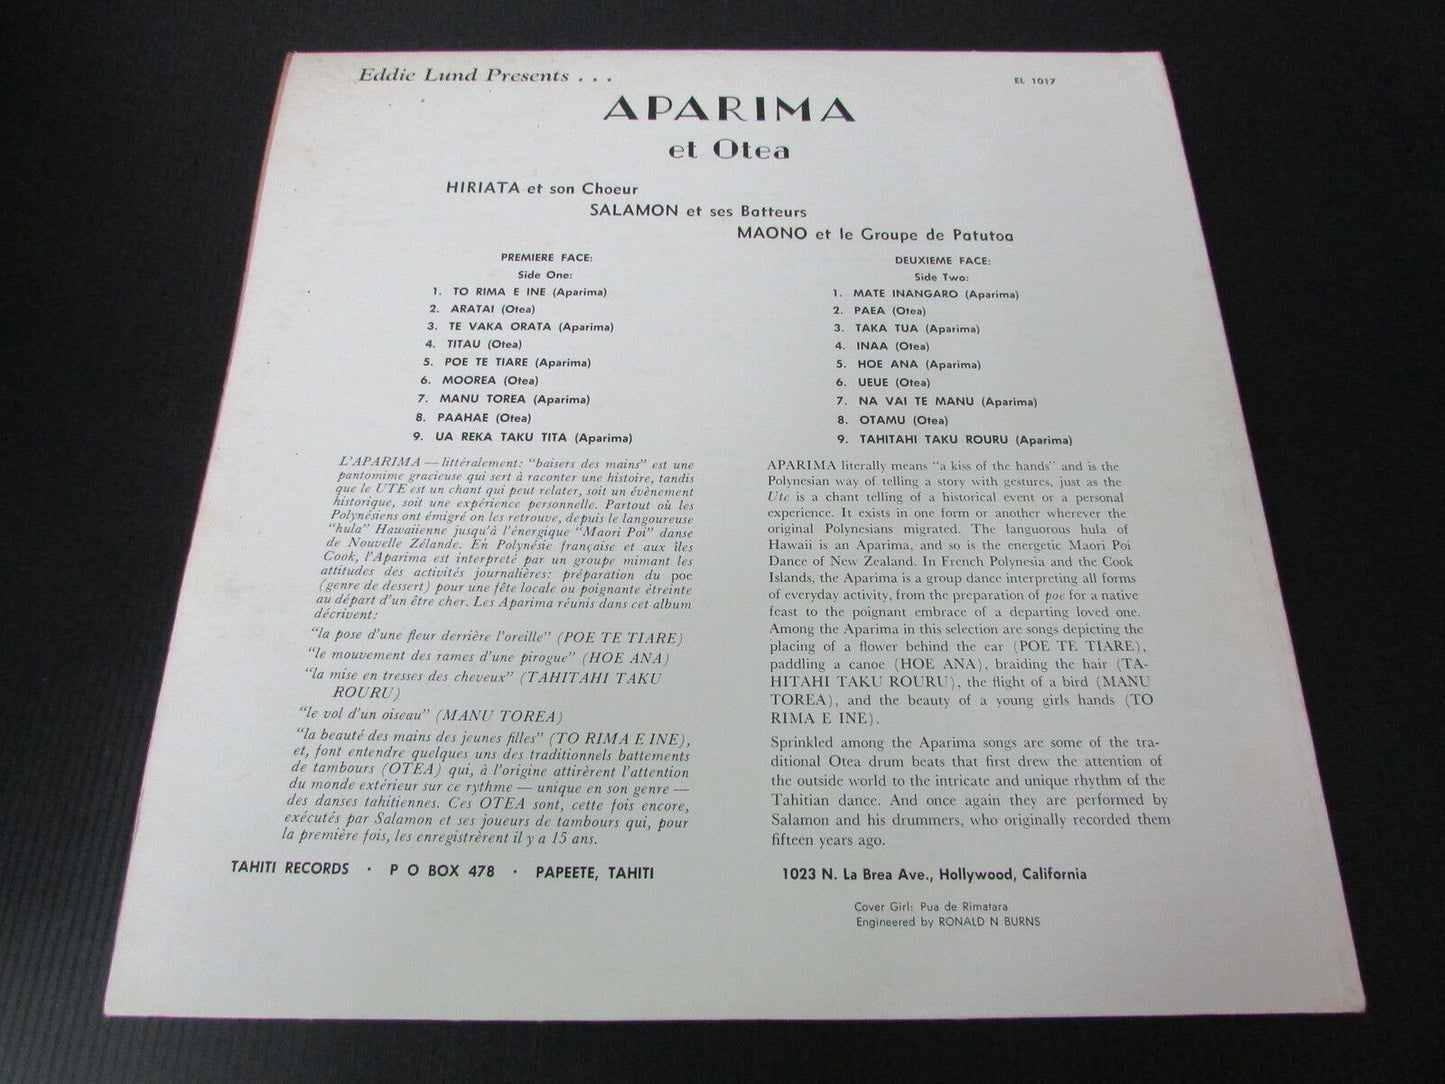 Eddie Lund Presents . . .
EL 1017
APARIMA
et Otea
HIRIATA et son Choeur
SALAMON et ses Batteurs
MAONO et le Groupe de Patutoa
PREMIERE FACE:
Side One:
1. TO RIMA E INE (Aparima)
2. ARATAI (Otea)
3. TE VAKA ORATA (Aparima)
4. TITAU (Otea)
5. POE TE TIARE (Aparima)
6. MOOREA (Otea)
7. MANU TOREA (Aparima)
8. PAAHAE (Otea)
9. UA REKA TAKU TITA (Aparima)
DEUXIEME FACE:
Side Two:
1. MATE INANGARO (Aparima)
2. PAEA (Otea)
3. TAKA TUA (Aparima)
4. INAA (Otea)
5. HOE ANA (Aparima)
6. UEUE (Otea)
7. NA VAI TE MANU (Aparima)
8. OTAMU (Otea)
9. TAHITAHI TAKU ROURU (Aparima)
L'APARIMA — littéralement: "baisers des mains" est une
pantomime gracieuse qui sert à raconter une histoire, tandis
que le UTE est un chant qui peut relater, soit un évènement
historique, soit une expérience personnelle. Partout où les
Polynésiens ont émigré on les retrouve, depuis le langoureuse
"hula" Hawaiienne jusqu'à l'énergique "Maori Poi" danse
de Nouvelle Zélande. En Polynésie française et aux îles
Cook, l'Aparima est interpreté par un groupe mimant les
attitudes des activités journalières: préparation du poe
(genre de dessert) pour une fête locale ou poignante étreinte
au départ d'un être cher. Les Aparima réunis dans cet album
décrivent:
"la pose d'une fleur derrière l'oreille" (POE TE TIARE)
"le mouvement des rames d'une pirogue" (HOE ANA)
"la mise en tresses des cheveux" (TAHITAHI TAKU
ROURU)
"le vol d'un oiseau" (MANU TOREA)
"la beauté des mains des jeunes filles" (TO RIMA E INE),
et, font entendre quelques uns des traditionnels battements
de tambours (OTEA) qui, à l'origine attirèrent l'attention
du monde extérieur sur ce rythme — unique en son genre —
des danses tahitiennes. Ces OTEA sont, cette fois encore,
exécutés par Salamon et ses joueurs de tambours qui, pour
la première fois, les enregistrèrent il y a 15 ans.
APARIMA literally means "a kiss of the hands" and is the
Polynesian way of telling a story with gestures, just as the
Ute is a chant telling of a historical event or a personal
experience. It exists in one form or another wherever the
original Polynesians migrated. The languorous hula of
Hawaii is an Aparima, and so is the energetic Maori Poi
Dance of New Zealand. In French Polynesia and the Cook
Islands, the Aparima is a group dance interpreting all forms
of everyday activity, from the preparation of poe for a native
feast to the poignant embrace of a departing loved one.
Among the Aparima in this selection are songs depicting the
placing of a flower behind the ear (POE TE TIARE),
paddling a canoe (HOE ANA), braiding the hair (TA-
HITAHI TAKU ROURU), the flight of a bird (MANU
TOREA), and the beauty of a young girls hands (TO
RIMA E INE).
Sprinkled among the Aparima songs are some of the tra-
ditional Otea drum beats that first drew the attention of
the outside world to the intricate and unique rhythm of the
Tahitian dance. And once again they are performed by
Salamon and his drummers, who originally recorded them
fifteen years ago.
TAHITI RECORDS · P O BOX 478 · PAPEETE, TAHITI
1023 N. La Brea Ave., Hollywood, California
Cover Girl: Pua de Rimatara
Engineered by RONALD N BURNS